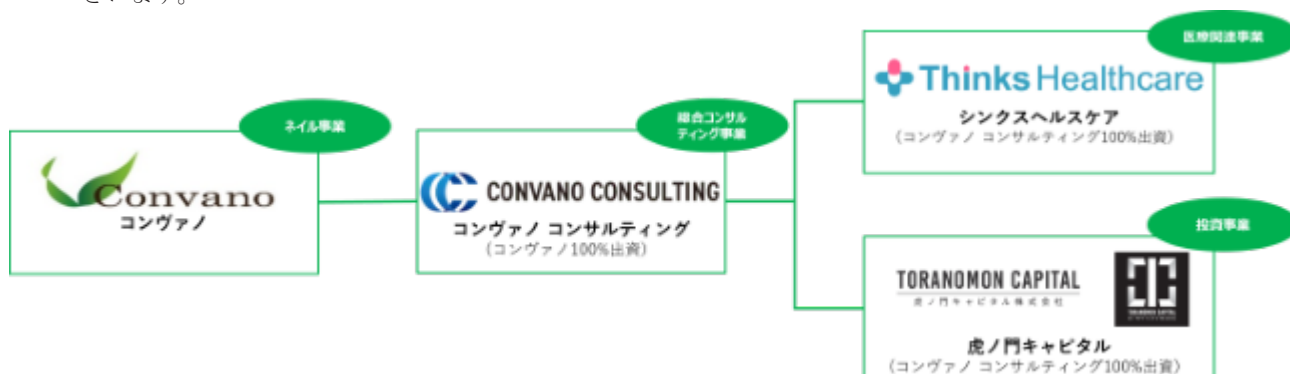 ネイル事業
Convano
コンヴァノ
総合コンサル
ティング事業
CONVANO CONSULTING
コンヴァノ コンサルティング
(コンヴァノ100%出資)
医療関連事業
Thinks Healthcare
シンクスヘルスケア
(コンヴァノ コンサルティング100%出資)
投資事業
TORANOMON CAPITAL
虎ノ門キャピタル株式会社
虎ノ門キャピタル
(コンヴァノ コンサルティング100%出資)